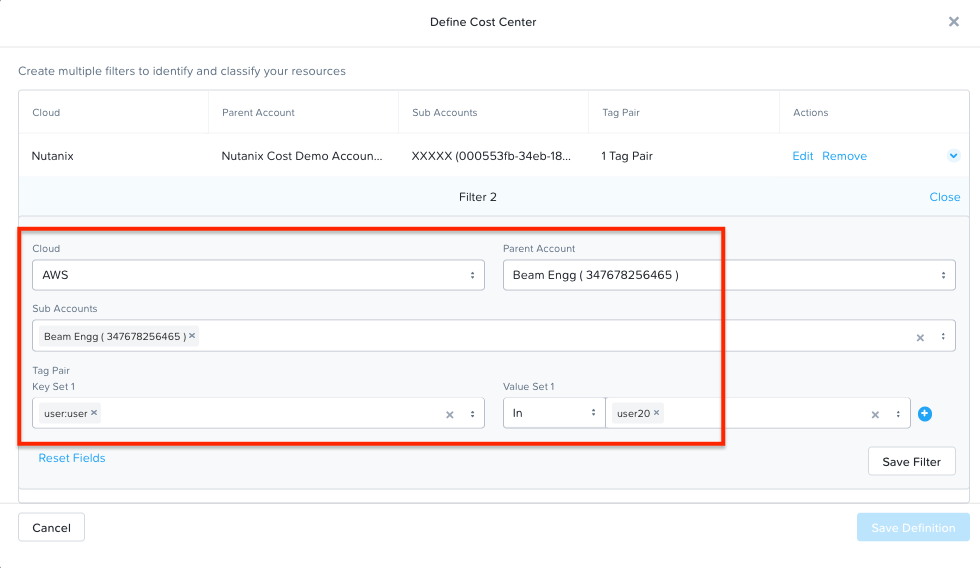 Define Cost Center
Create multiple filters to identify and classify your resources
Cloud Parent Account Sub Accounts Tag Pair Actions
Nutanix Nutanix Cost Demo Accoun... XXXXX (000553fb-34eb-18... 1 Tag Pair Edit Remove
Filter 2 Close
Cloud Parent Account
AWS Beam Engg ( 347678256465 )
Sub Accounts
Beam Engg ( 347678256465 )
Tag Pair
Key Set 1 Value Set 1
user:user In user20
Reset Fields
Save Filter
Cancel Save Definition